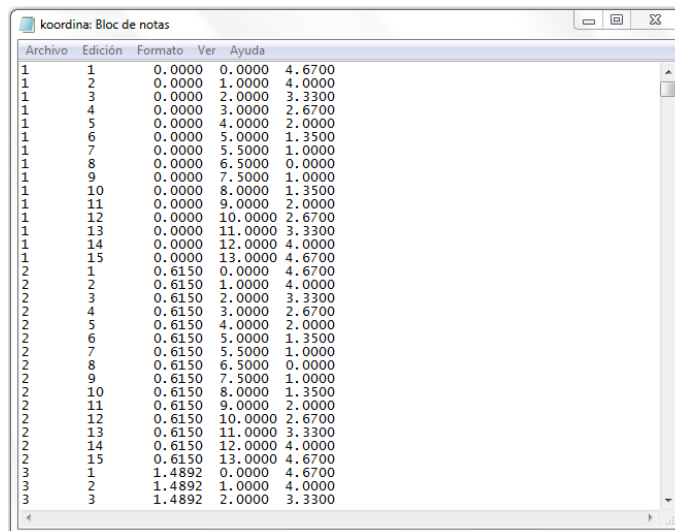 koordina: Bloc de notas
Archivo Edición Formato Ver Ayuda
1 1 0.0000 0.0000 4.6700
1 2 0.0000 1.0000 4.0000
1 3 0.0000 2.0000 3.3300
1 4 0.0000 3.0000 2.6700
1 5 0.0000 4.0000 2.0000
1 6 0.0000 5.0000 1.3500
1 7 0.0000 5.5000 1.0000
1 8 0.0000 6.5000 0.0000
1 9 0.0000 7.5000 1.0000
1 10 0.0000 8.0000 1.3500
1 11 0.0000 9.0000 2.0000
1 12 0.0000 10.0000 2.6700
1 13 0.0000 11.0000 3.3300
1 14 0.0000 12.0000 4.0000
1 15 0.0000 13.0000 4.6700
2 1 0.6150 0.0000 4.6700
2 2 0.6150 1.0000 4.0000
2 3 0.6150 2.0000 3.3300
2 4 0.6150 3.0000 2.6700
2 5 0.6150 4.0000 2.0000
2 6 0.6150 5.0000 1.3500
2 7 0.6150 5.5000 1.0000
2 8 0.6150 6.5000 0.0000
2 9 0.6150 7.5000 1.0000
2 10 0.6150 8.0000 1.3500
2 11 0.6150 9.0000 2.0000
2 12 0.6150 10.0000 2.6700
2 13 0.6150 11.0000 3.3300
2 14 0.6150 12.0000 4.0000
2 15 0.6150 13.0000 4.6700
3 1 1.4892 0.0000 4.6700
3 2 1.4892 1.0000 4.0000
3 3 1.4892 2.0000 3.3300